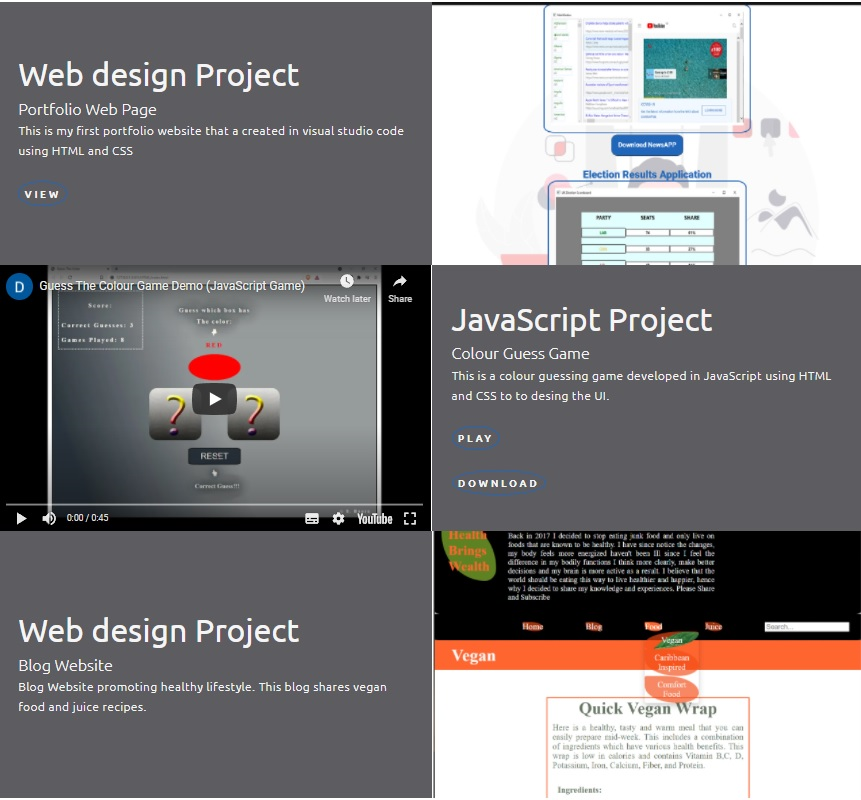 Web design Project
Portfolio Web Page
This is my first portfolio website that a created in visual studio code
using HTML and CSS
VIEW
YouTube
Download NewsAPP
Election Results Application
PARTY SEATS SHARE
D
Guess The Colour Game Demo (JavaScript Game)
Watch later
Share
Score:
Correct Guesses: 2
Games Played: 8
Guess which box has
The color:
RED
? ?
RESET
Correct Guess!!!
0:00 / 0:45
YouTube
JavaScript Project
Colour Guess Game
This is a colour guessing game developed in JavaScript using HTML
and CSS to to desing the UI.
PLAY
DOWNLOAD
Web design Project
Blog Website
Blog Website promoting healthy lifestyle. This blog shares vegan
food and juice recipes.
Health
Brings
Wealth
Back in 2017 I decided to stop eating junk food and only live on
foods that are known to be healthy. I have since notice the changes,
my body feels more energized haven't been Ill since I feel the
difference in my bodily functions I think more clearly, make better
decisions and my brain is more active as a result. I believe that the
world should be eating this way to live healthier and happier, hence
why I decided to share my knowledge and experiences, Please Share
and Subscribe
Home Blog Food Juice Search...
Vegan
Caribbean
Inspired
Comfort
Food
Vegan
Quick Vegan Wrap
Here is a healthy, tasty and warm meal that you can
easily prepare mid-week. This includes a combination
of ingredients which have various health benefits. This
wrap is low in calories and contains Vitamin B,C, D,
Potassium, Iron, Calcium, Fiber, and Protein.
Ingredients: